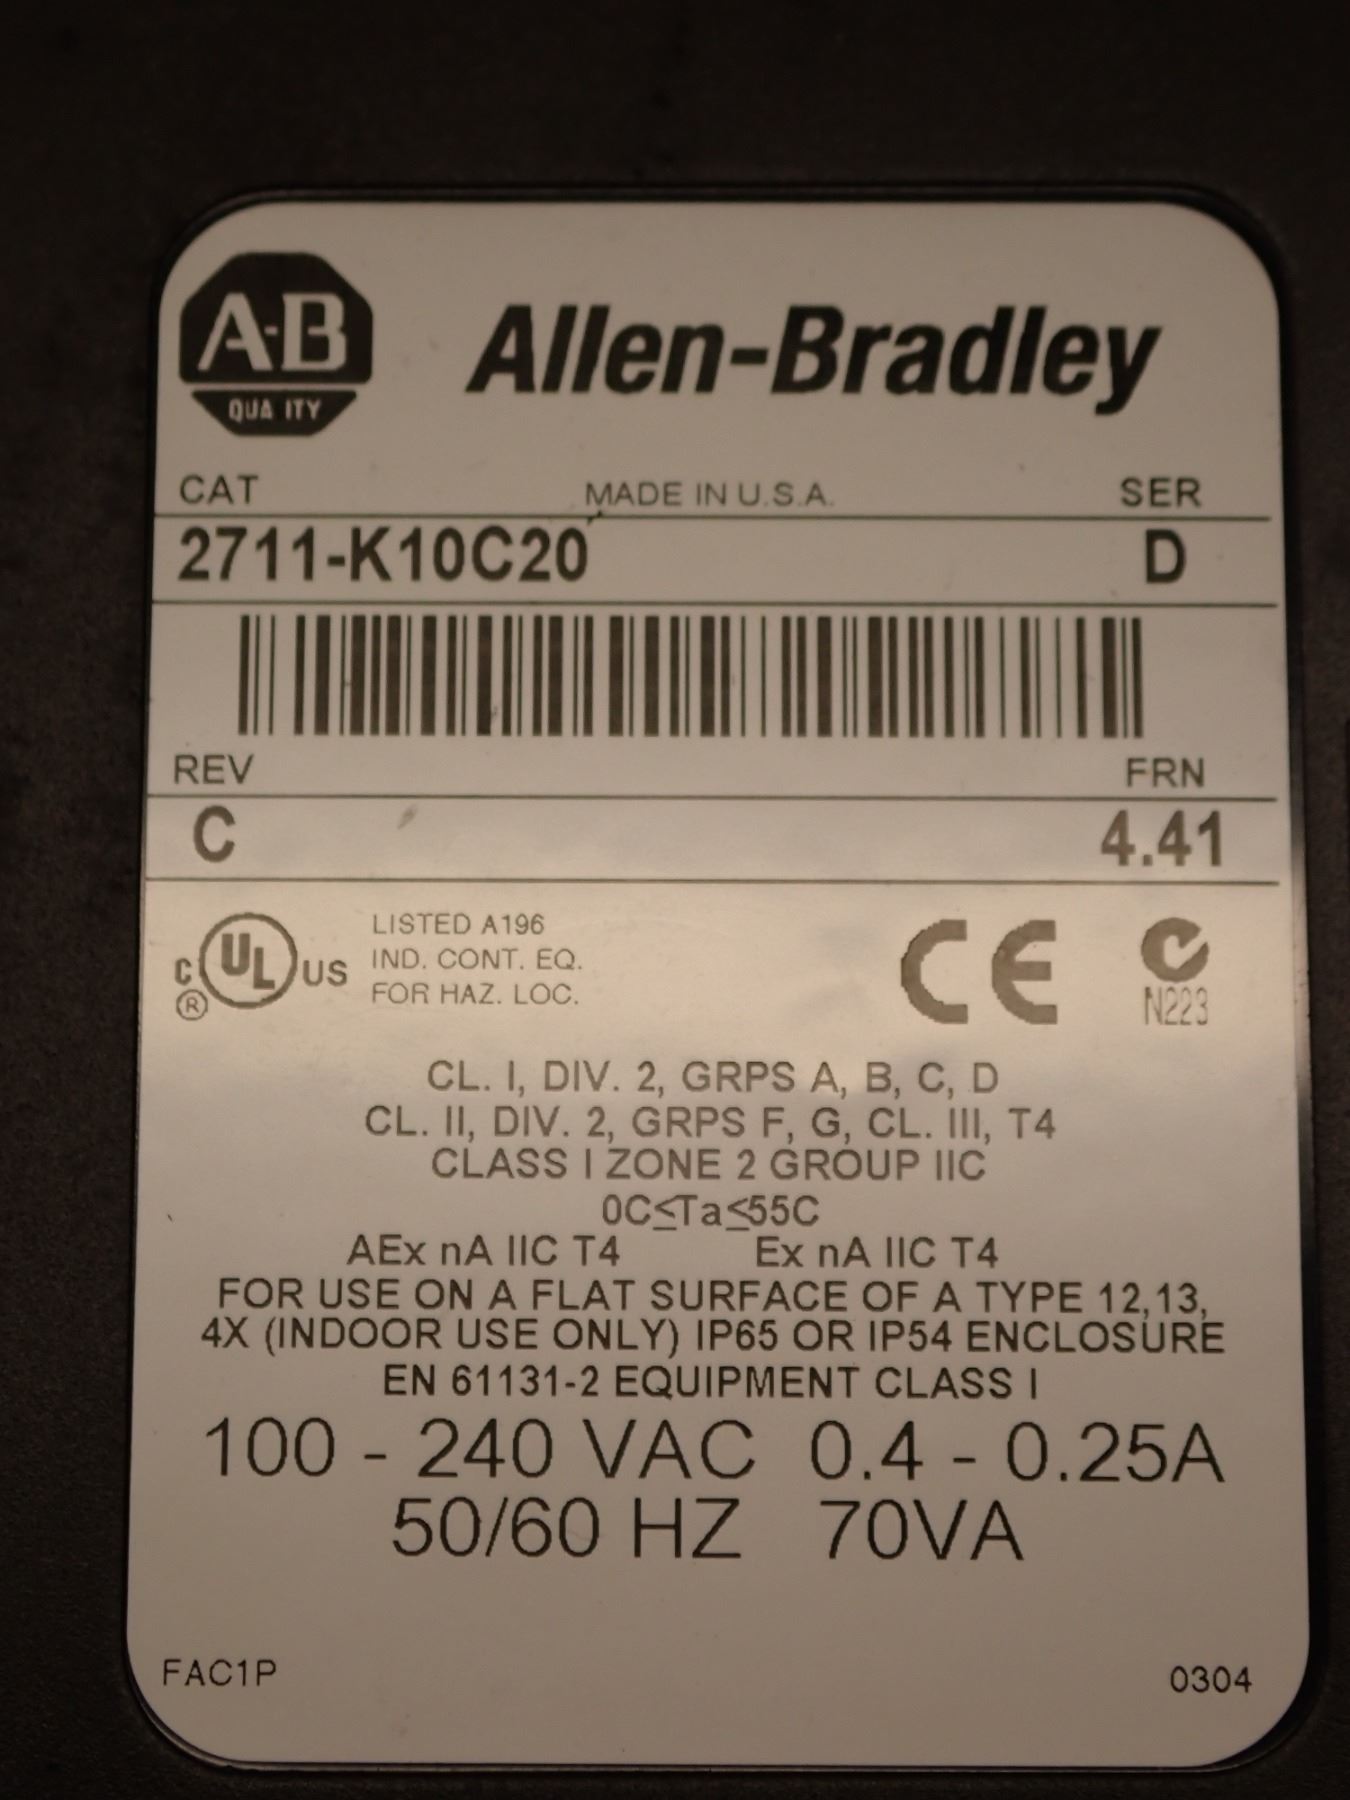 A-B
QUA ITY
Allen-Bradley
CAT MADE IN U.S.A. SER
2711-K10C20 D
REV FRN
C 4.41
LISTED A196
IND. CONT. EQ.
FOR HAZ. LOC.
C UL US
®
CE
N223
CL. I, DIV. 2, GRPS A, B, C, D
CL. II, DIV. 2, GRPS F, G, CL. III, T4
CLASS I ZONE 2 GROUP IIC
0C≤Ta≤55C
AEx nA IIC T4 Ex nA IIC T4
FOR USE ON A FLAT SURFACE OF A TYPE 12,13,
4X (INDOOR USE ONLY) IP65 OR IP54 ENCLOSURE
EN 61131-2 EQUIPMENT CLASS I
100 - 240 VAC 0.4 - 0.25A
50/60 HZ 70VA
FAC1P 0304